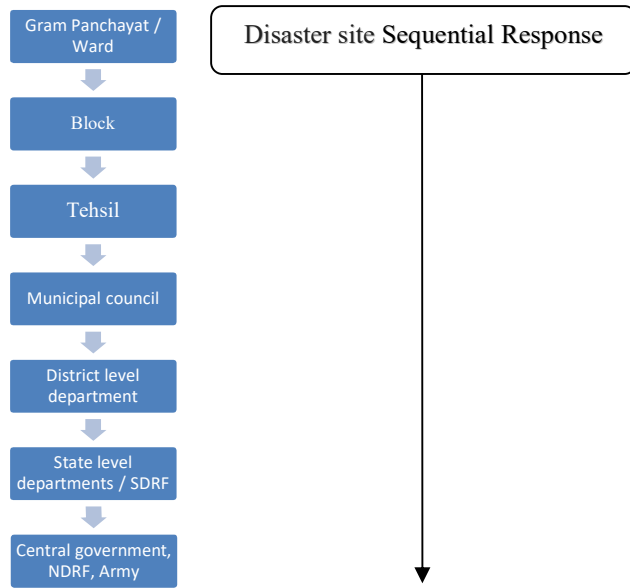 Gram Panchayat /
Ward
Disaster site Sequential Response
Block
Tehsil
Municipal council
District level
department
State level
departments / SDRF
Central government,
NDRF, Army